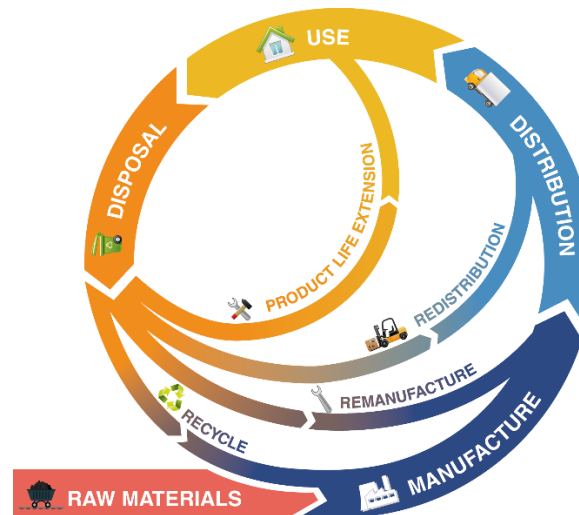 USE
DISTRIBUTION
DISPOSAL
PRODUCT LIFE EXTENSION
REDISTRIBUTION
REMANUFACTURE
RECYCLE
MANUFACTURE
RAW MATERIALS